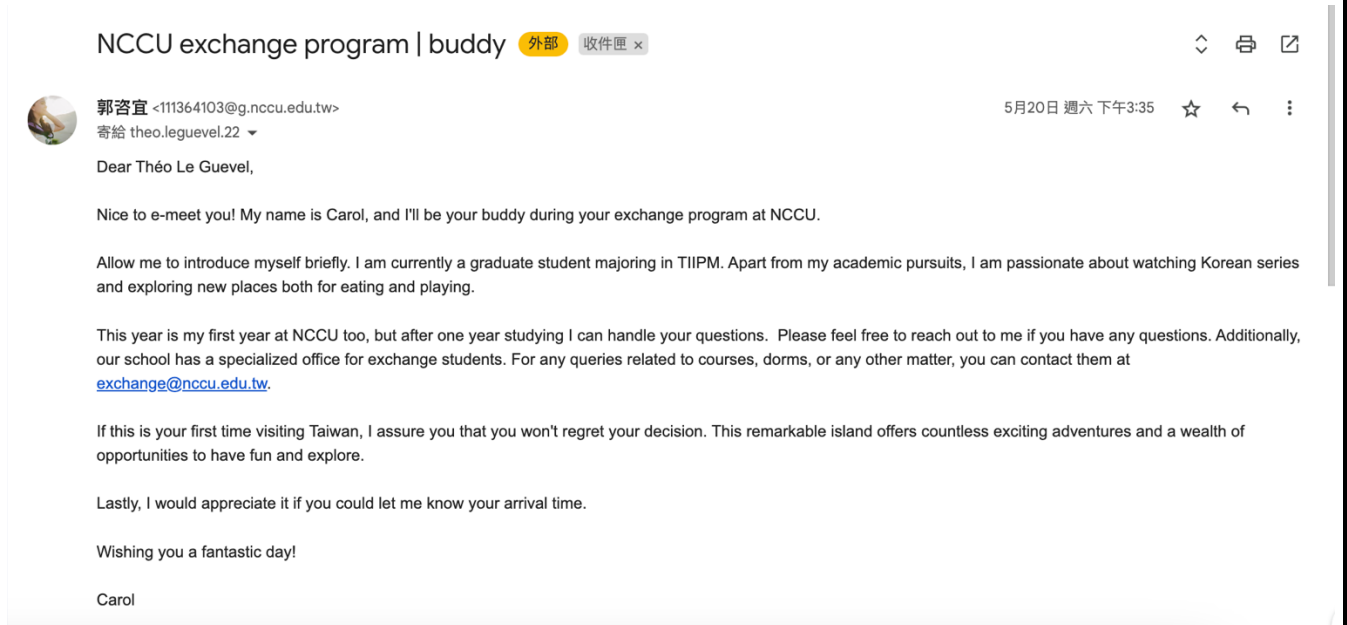 NCCU exchange program | buddy 外部 收件匣 ×
郭咨宜 <111364103@g.nccu.edu.tw> 5月20日 週六 下午3:35
寄給 theo.leguevel.22
Dear Théo Le Guevel,
Nice to e-meet you! My name is Carol, and I'll be your buddy during your exchange program at NCCU.
Allow me to introduce myself briefly. I am currently a graduate student majoring in TIIPM. Apart from my academic pursuits, I am passionate about watching Korean series
and exploring new places both for eating and playing.
This year is my first year at NCCU too, but after one year studying I can handle your questions.  Please feel free to reach out to me if you have any questions. Additionally,
our school has a specialized office for exchange students. For any queries related to courses, dorms, or any other matter, you can contact them at
exchange@nccu.edu.tw.
If this is your first time visiting Taiwan, I assure you that you won't regret your decision. This remarkable island offers countless exciting adventures and a wealth of
opportunities to have fun and explore.
Lastly, I would appreciate it if you could let me know your arrival time.
Wishing you a fantastic day!
Carol